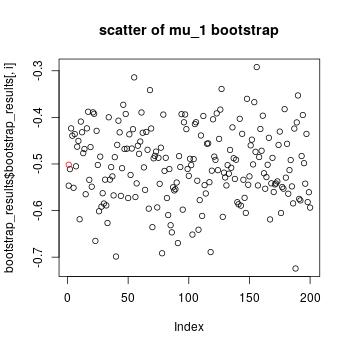 scatter of mu_1 bootstrap
bootstrap_results$bootstrap_results[, i]
-0.3
-0.4
-0.5
-0.6
-0.7
0 50 100 150 200
Index